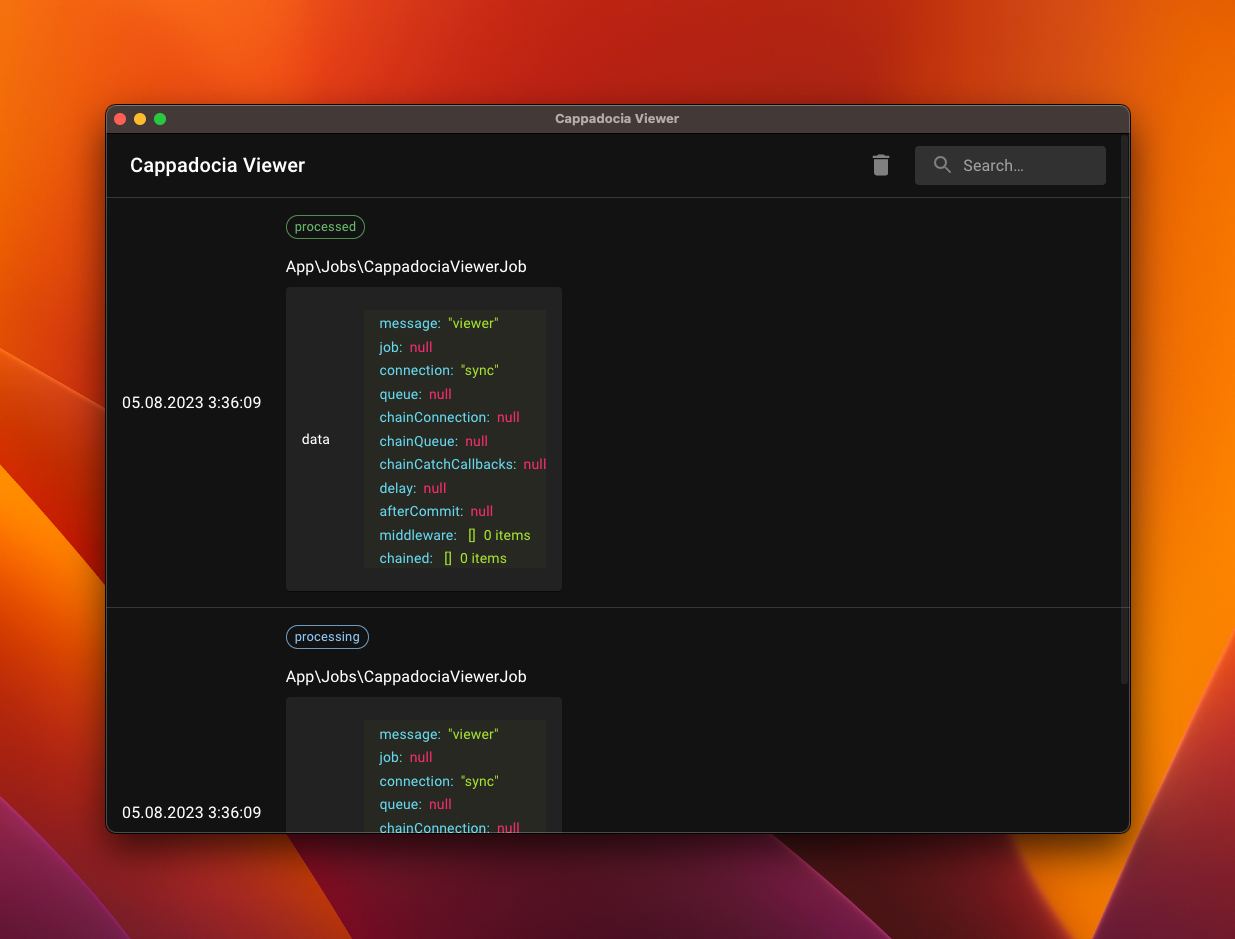 Cappadocia Viewer
Cappadocia Viewer
Search…
processed
App\Jobs\CappadociaViewerJob
05.08.2023 3:36:09
data
message: "viewer"
job: null
connection: "sync"
queue: null
chainConnection: null
chainQueue: null
chainCatchCallbacks: null
delay: null
afterCommit: null
middleware: [] 0 items
chained: [] 0 items
processing
App\Jobs\CappadociaViewerJob
05.08.2023 3:36:09
message: "viewer"
job: null
connection: "sync"
queue: null
chainConnection: null